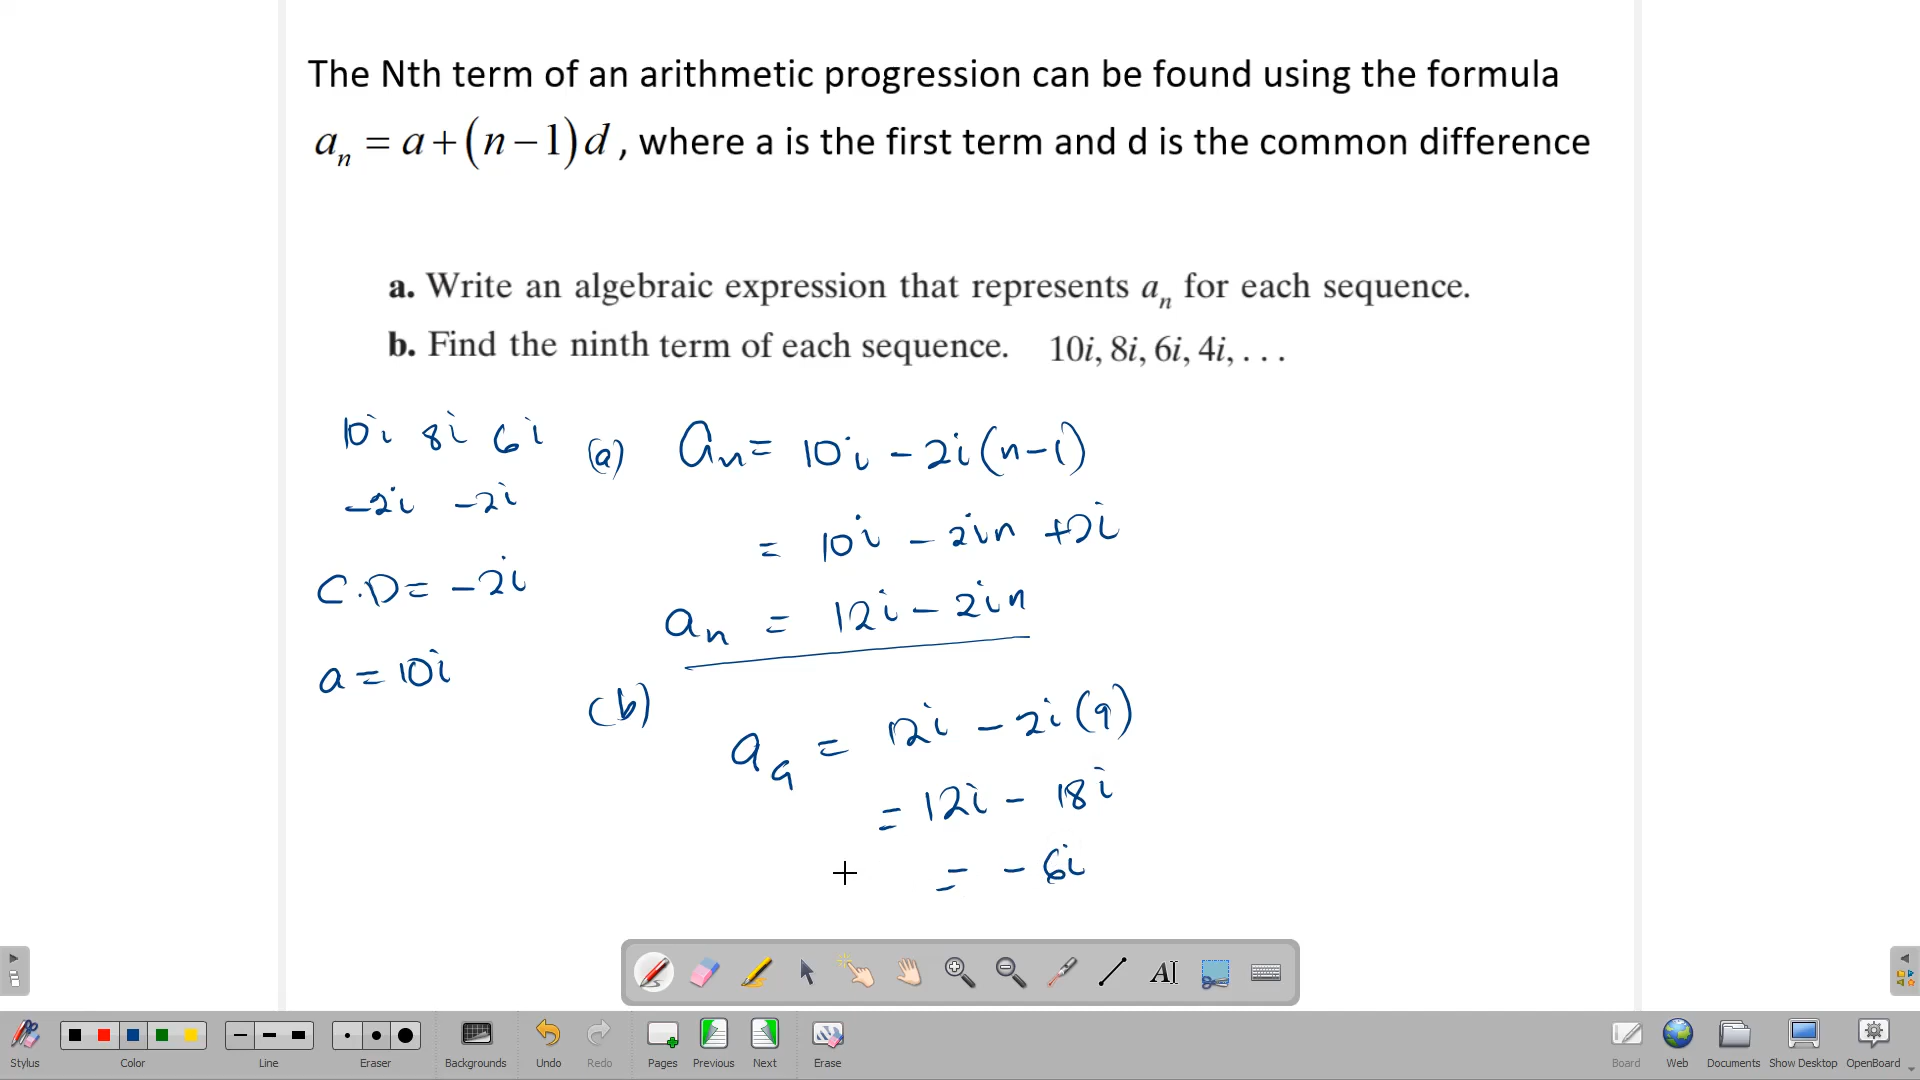 The Nth term of an arithmetic progression can be found using the formula
aₙ = a+(n−1)d, where a is the first term and d is the common difference
a. Write an algebraic expression that represents aₙ for each sequence.
b. Find the ninth term of each sequence. 10i, 8i, 6i, 4i, . . .
10i 8i 6i
-2i -2i
C.D = -2i
a = 10i
(a) aₙ = 10i - 2i(n-1)
= 10i - 2in + 2i
aₙ = 12i - 2in
(b)
a₉ = 12i - 2i(9)
= 12i - 18i
= -6i
Stylus
Color
Line
Eraser
Backgrounds
Undo
Redo
Pages
Previous
Next
Erase
Board
Web
Documents
Show Desktop
OpenBoard